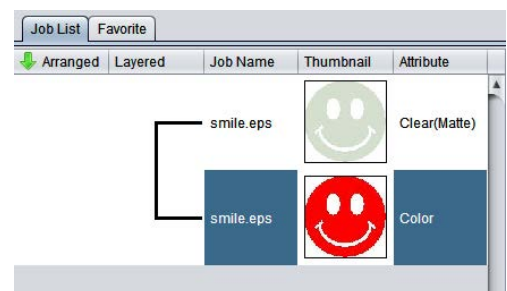 Job List Favorite
Arranged Layered Job Name Thumbnail Attribute
smile.eps Clear(Matte)
smile.eps Color